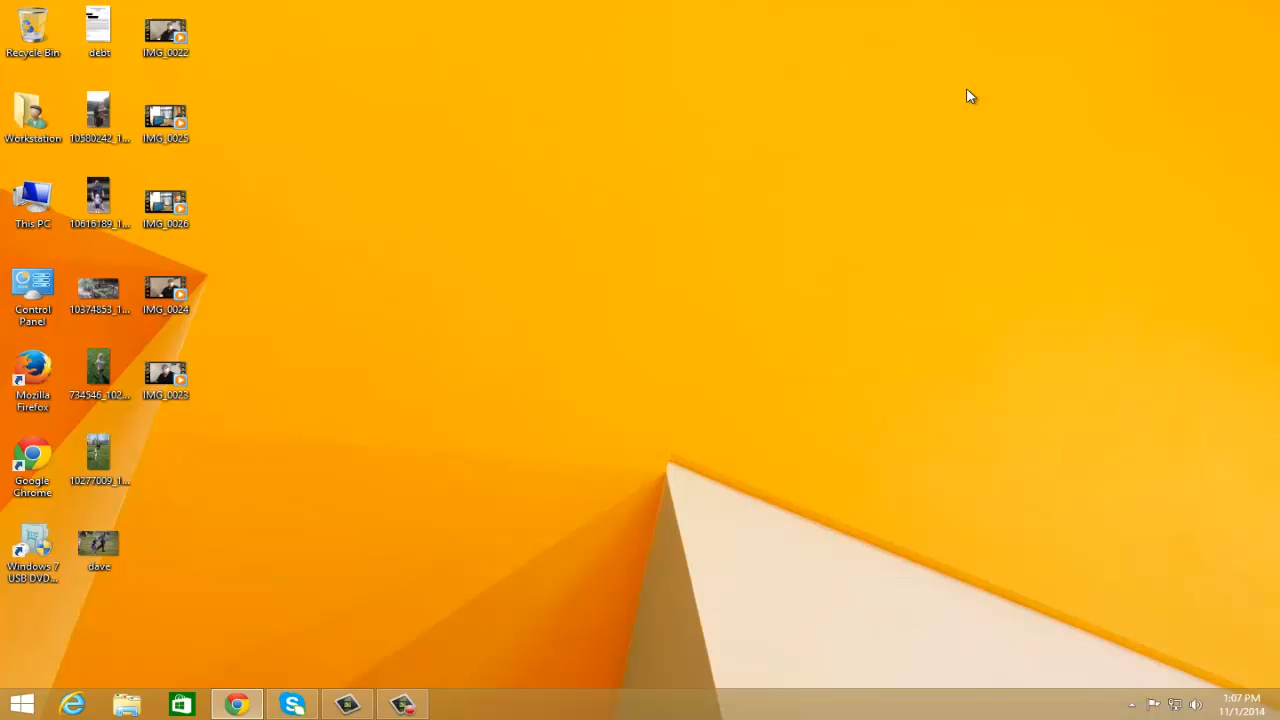 Recycle Bin
debt
IMG_0022
Workstation
10580242_1...
IMG_0025
This PC
10616189_1...
IMG_0026
Control
Panel
10374853_1...
IMG_0024
Mozilla
Firefox
734546_102...
IMG_0023
Google
Chrome
10277009_1...
Windows 7
USB DVD...
dave
1:07 PM
11/1/2014